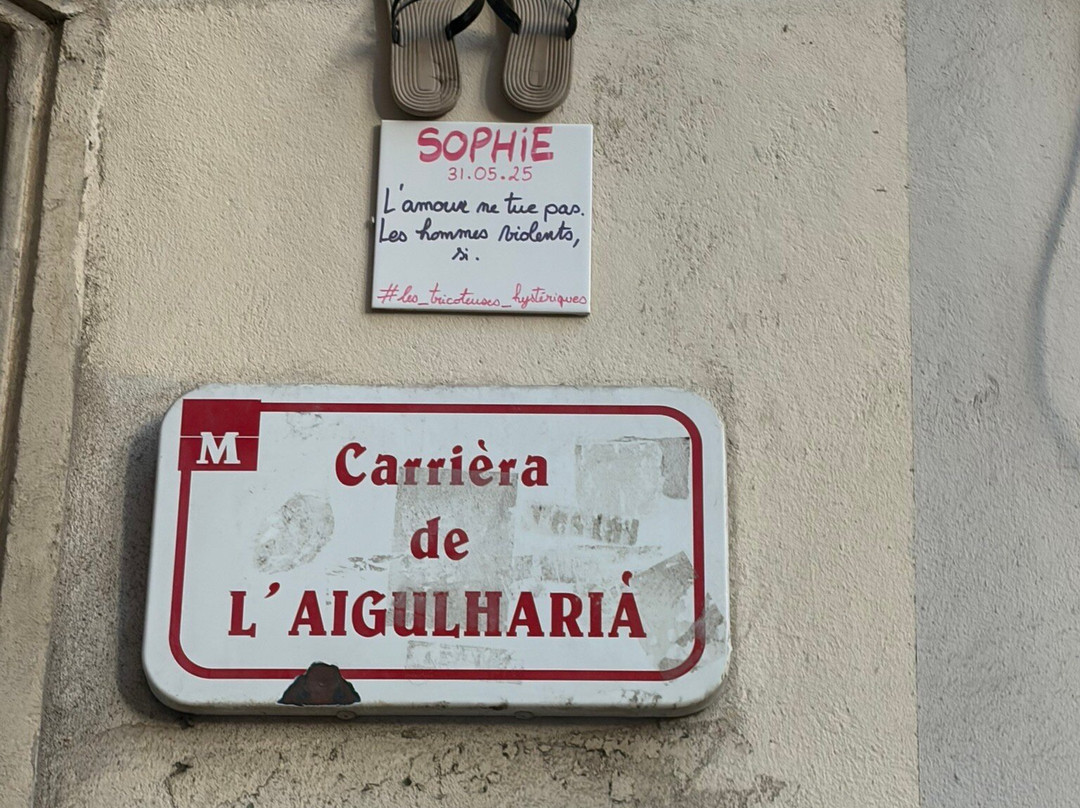 SOPHiE
31.05.25
L'amour ne tue pas.
Les hommes violents,
si.
#les_tricoteuses_hystériques
M
Carrièra
de
L'AIGULHARIÁ